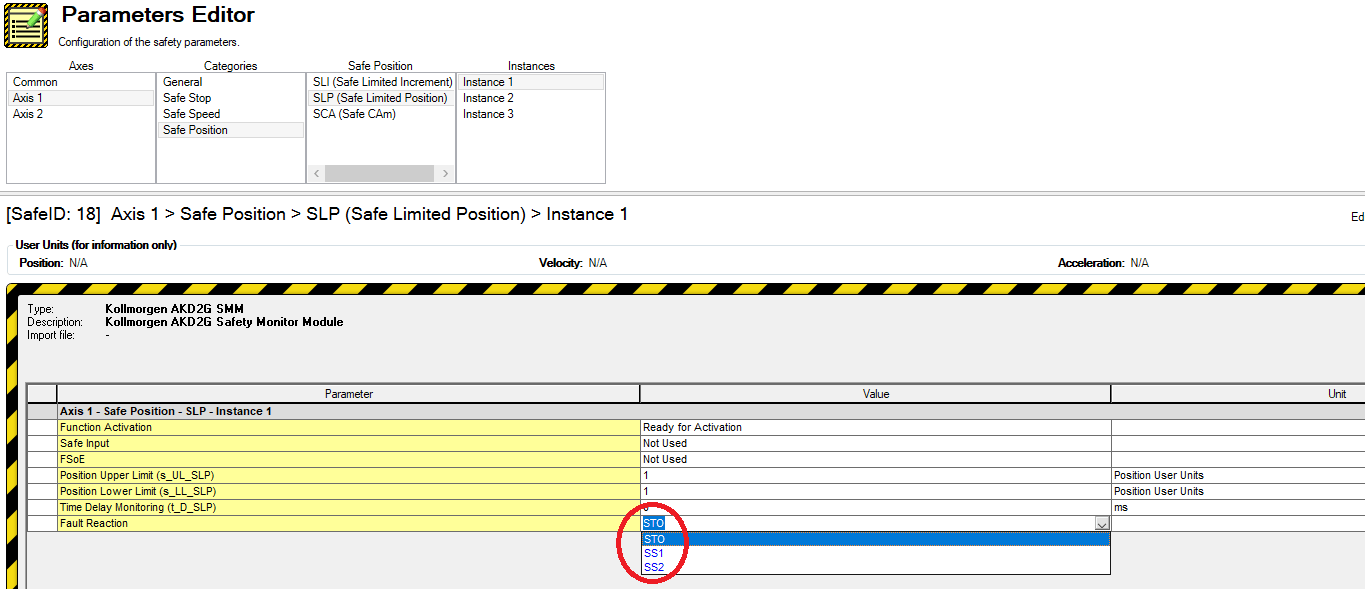 Parameters Editor
Configuration of the safety parameters.
Axes Categories Safe Position Instances
Common General SLI (Safe Limited Increment) Instance 1
Axis 1 Safe Stop SLP (Safe Limited Position) Instance 2
Axis 2 Safe Speed SCA (Safe CAm) Instance 3
Safe Position
[SafeID: 18] Axis 1 > Safe Position > SLP (Safe Limited Position) > Instance 1
Ed
User Units (for information only)
Position: N/A Velocity: N/A Acceleration: N/A
Type: Kollmorgen AKD2G SMM
Description: Kollmorgen AKD2G Safety Monitor Module
Import file: -
Parameter Value Unit
Axis 1 - Safe Position - SLP - Instance 1
Function Activation Ready for Activation
Safe Input Not Used
FSoE Not Used
Position Upper Limit (s_UL_SLP) 1 Position User Units
Position Lower Limit (s_LL_SLP) 1 Position User Units
Time Delay Monitoring (t_D_SLP) ms
Fault Reaction STO
STO
SS1
SS2